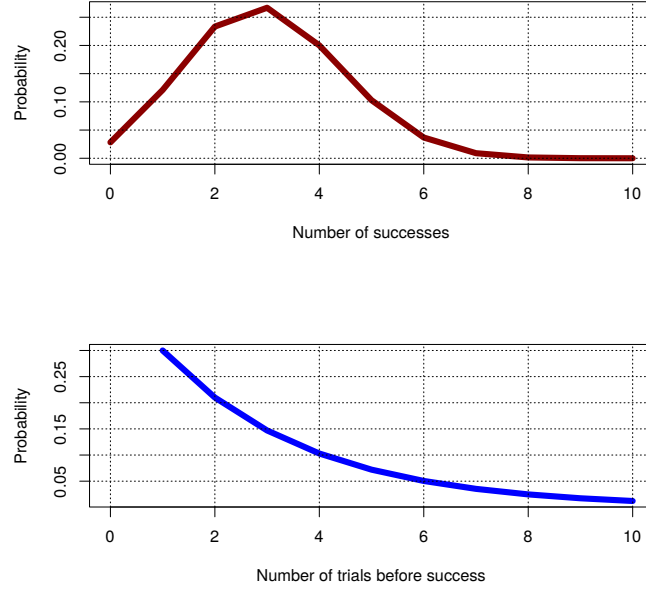 Probability
0.20
0.10
0.00
0 2 4 6 8 10
Number of successes
Probability
0.25
0.15
0.05
0 2 4 6 8 10
Number of trials before success